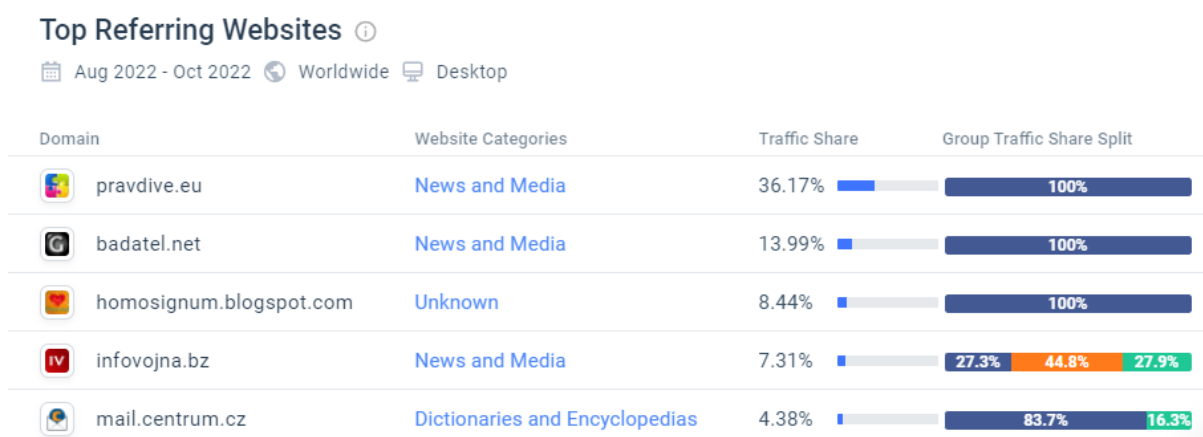 Top Referring Websites
Aug 2022 - Oct 2022 Worldwide Desktop
Domain Website Categories Traffic Share Group Traffic Share Split
pravdive.eu News and Media 36.17% 100%
G badatel.net News and Media 13.99% 100%
homosignum.blogspot.com Unknown 8.44% 100%
IV infovojna.bz News and Media 7.31% 27.3% 44.8% 27.9%
mail.centrum.cz Dictionaries and Encyclopedias 4.38% 83.7% 16.3%